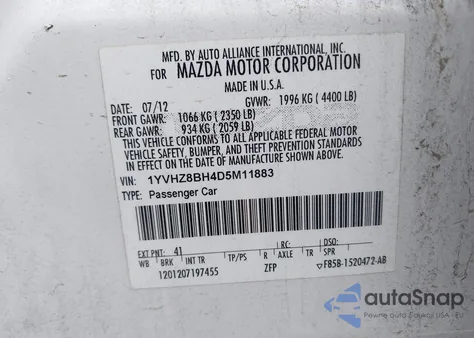 MFD. BY AUTO ALLIANCE INTERNATIONAL, INC.
FOR MAZDA MOTOR CORPORATION
MADE IN U.S.A.
DATE: 07/12 GVWR: 1996 KG (4400 LB)
FRONT GAWR: 1066 KG (2350 LB)
REAR GAWR: 934 KG (2059 LB)
THIS VEHICLE CONFORMS TO ALL APPLICABLE FEDERAL MOTOR
VEHICLE SAFETY, BUMPER, AND THEFT PREVENTION STANDARDS
IN EFFECT ON THE DATE OF MANUFACTURE SHOWN ABOVE.
VIN: 1YVHZ8BH4D5M11883
TYPE: Passenger Car
EXT PNT: 41 RC: DSO:
WB BRK INT TR TP/PS R AXLE TR SPR
1201207197455 ZFP F85B-1520472-AB
autoSnap
Pewne auto z USA - EU